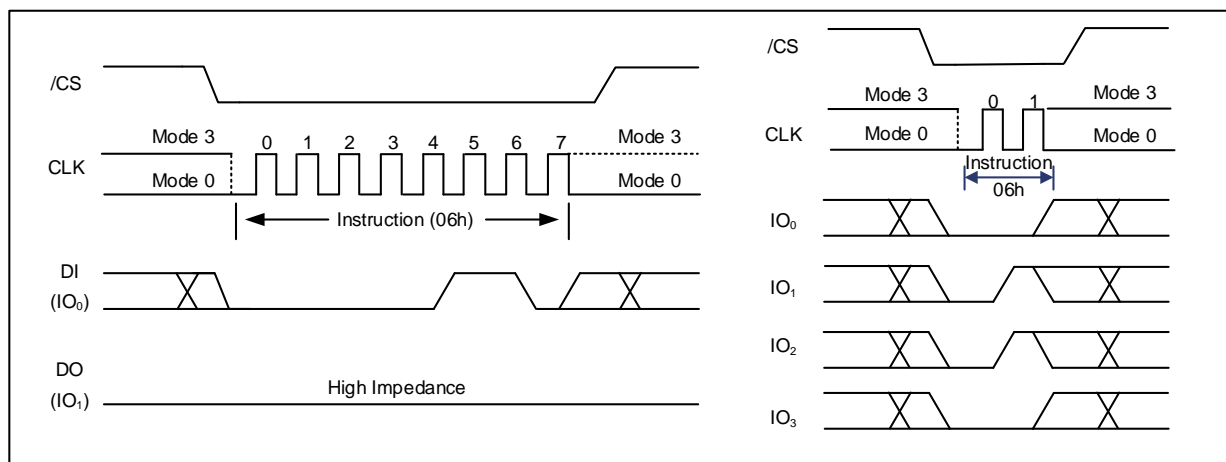 /CS
Mode 3
0 1 2 3 4 5 6 7
Mode 3
CLK
Mode 0
Mode 0
Instruction (06h)
DI
(IO0)
DO
(IO1)
High Impedance
/CS
Mode 3
0 1
Mode 3
CLK
Mode 0
Mode 0
Instruction
06h
IO0
IO1
IO2
IO3